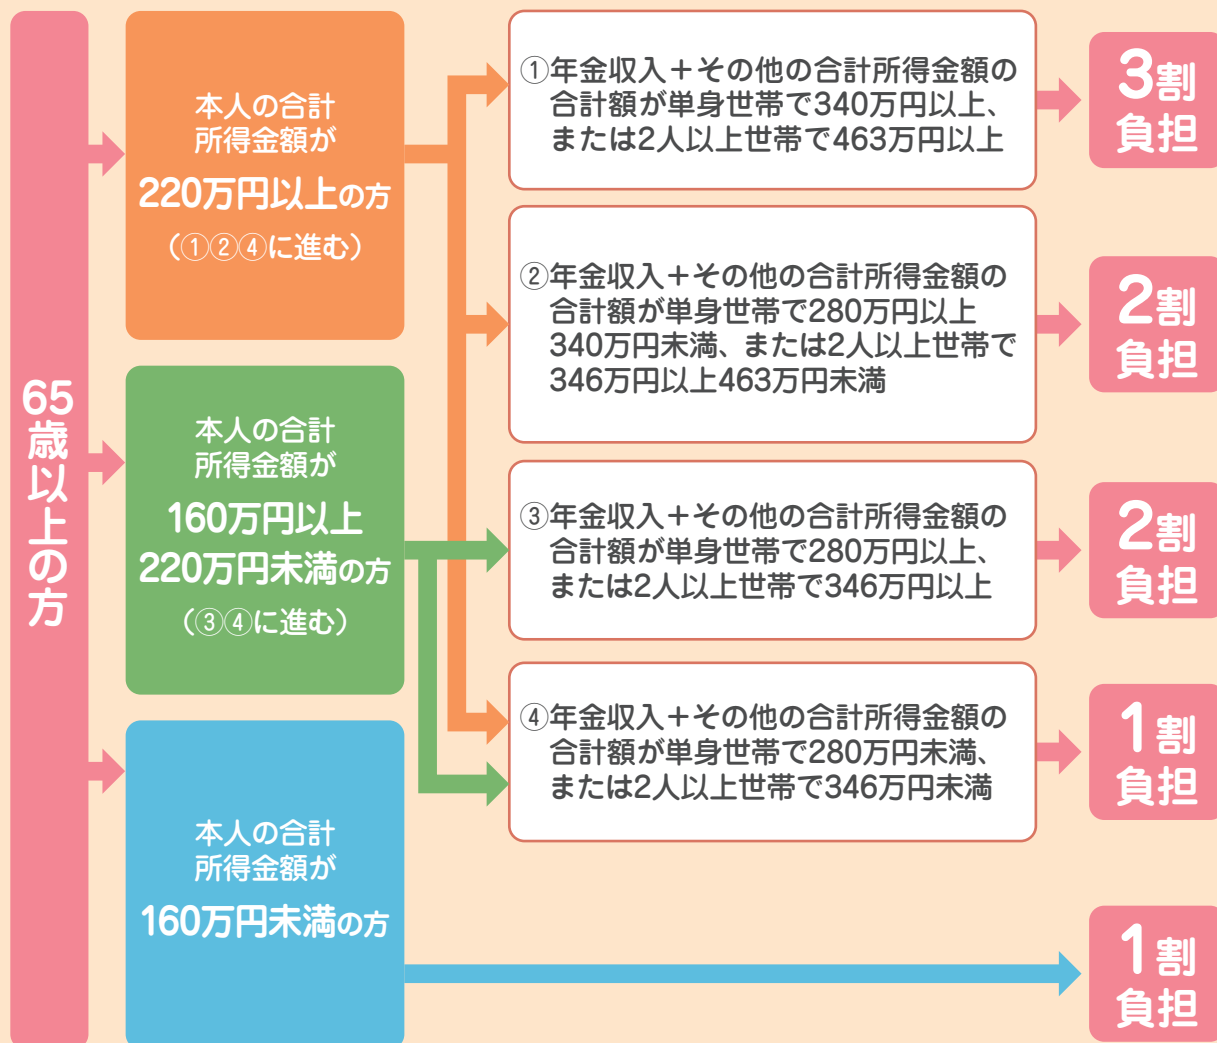 65歳以上の方
本人の合計
所得金額が
220万円以上の方
（①②④に進む）
①年金収入＋その他の合計所得金額の
合計額が単身世帯で340万円以上、
または2人以上世帯で463万円以上
3割
負担
②年金収入＋その他の合計所得金額の
合計額が単身世帯で280万円以上
340万円未満、または2人以上世帯で
346万円以上463万円未満
2割
負担
本人の合計
所得金額が
160万円以上
220万円未満の方
（③④に進む）
③年金収入＋その他の合計所得金額の
合計額が単身世帯で280万円以上、
または2人以上世帯で346万円以上
2割
負担
④年金収入＋その他の合計所得金額の
合計額が単身世帯で280万円未満、
または2人以上世帯で346万円未満
1割
負担
本人の合計
所得金額が
160万円未満の方
1割
負担